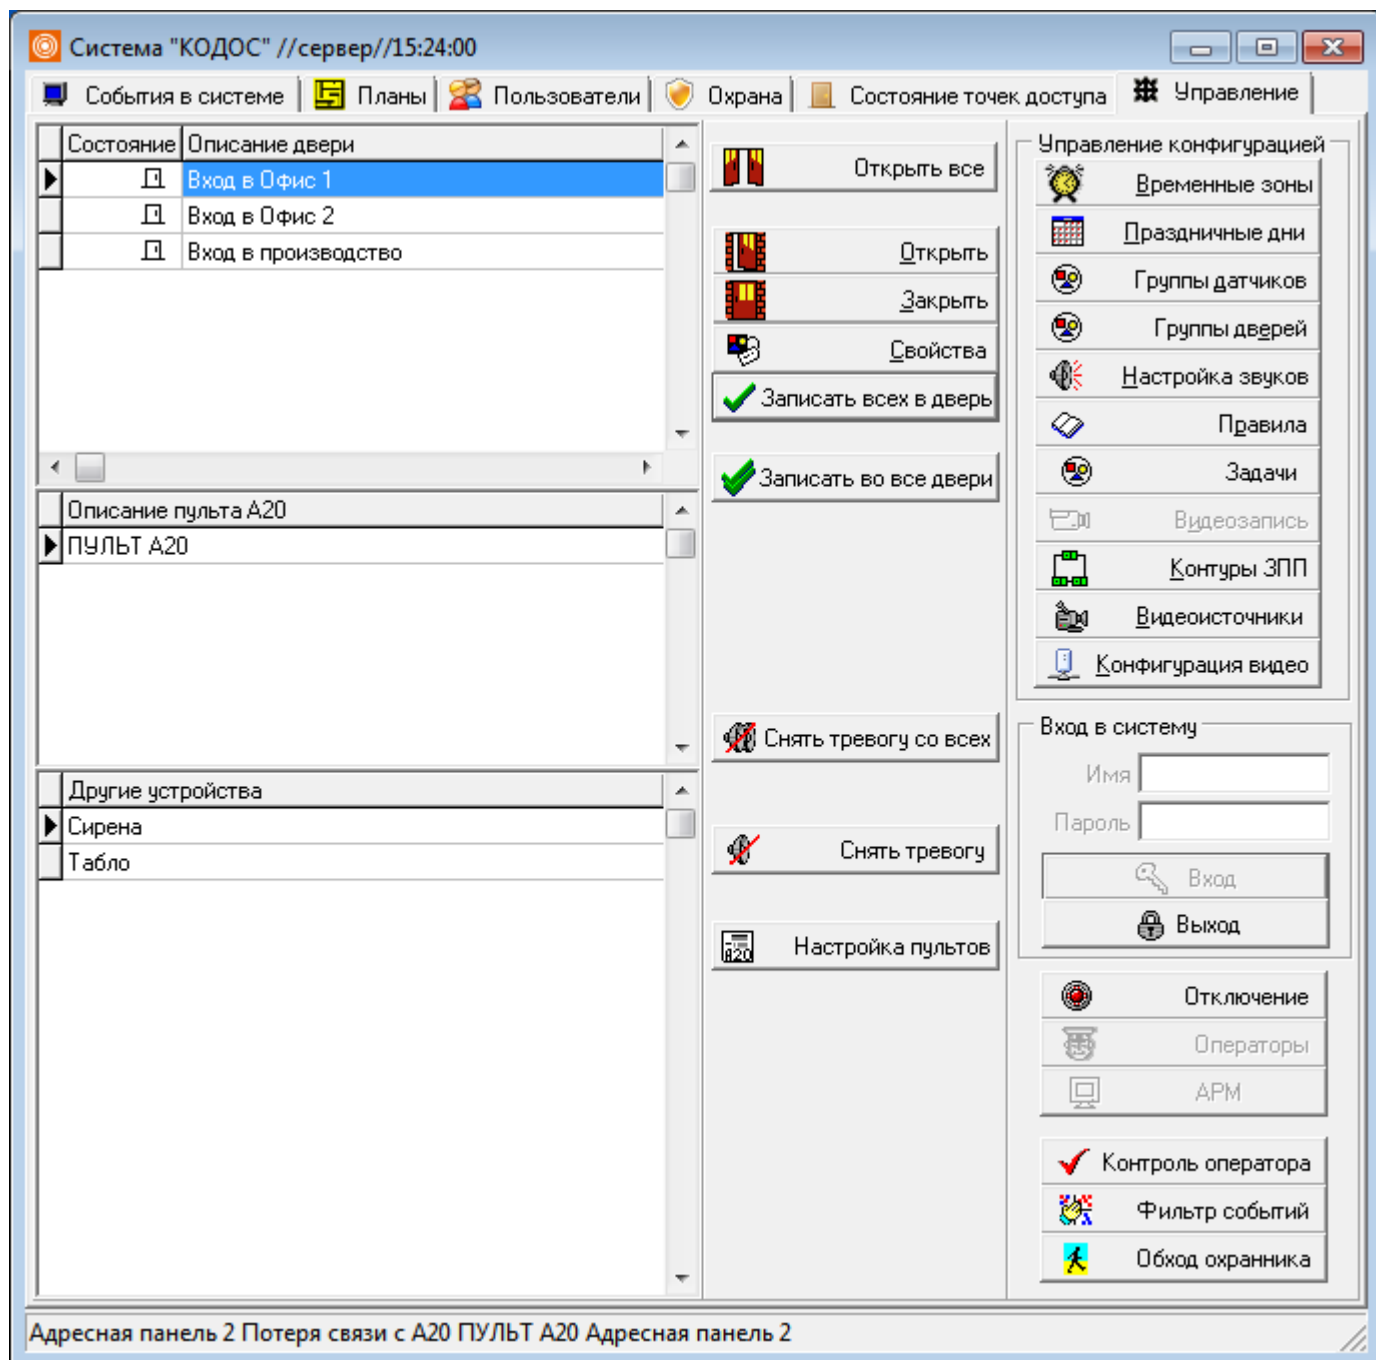 Система "КОДОС" //сервер//15:24:00
События в системе Планы Пользователи Охрана Состояние точек доступа Управление
Состояние Описание двери
Вход в Офис 1
Вход в Офис 2
Вход в производство
Описание пульта А20
ПУЛЬТ А20
Другие устройства
Сирена
Табло
Открыть все
Открыть
Закрыть
Свойства
Записать всех в дверь
Записать во все двери
Снять тревогу со всех
Снять тревогу
A20
Настройка пультов
Управление конфигурацией
Временные зоны
Праздничные дни
Группы датчиков
Группы дверей
Настройка звуков
Правила
Задачи
Видеозапись
Контуры ЗПП
Видеоисточники
Конфигурация видео
Вход в систему
Имя
Пароль
Вход
Выход
Отключение
Операторы
АРМ
Контроль оператора
Фильтр событий
Обход охранника
Адресная панель 2 Потеря связи с А20 ПУЛЬТ А20 Адресная панель 2